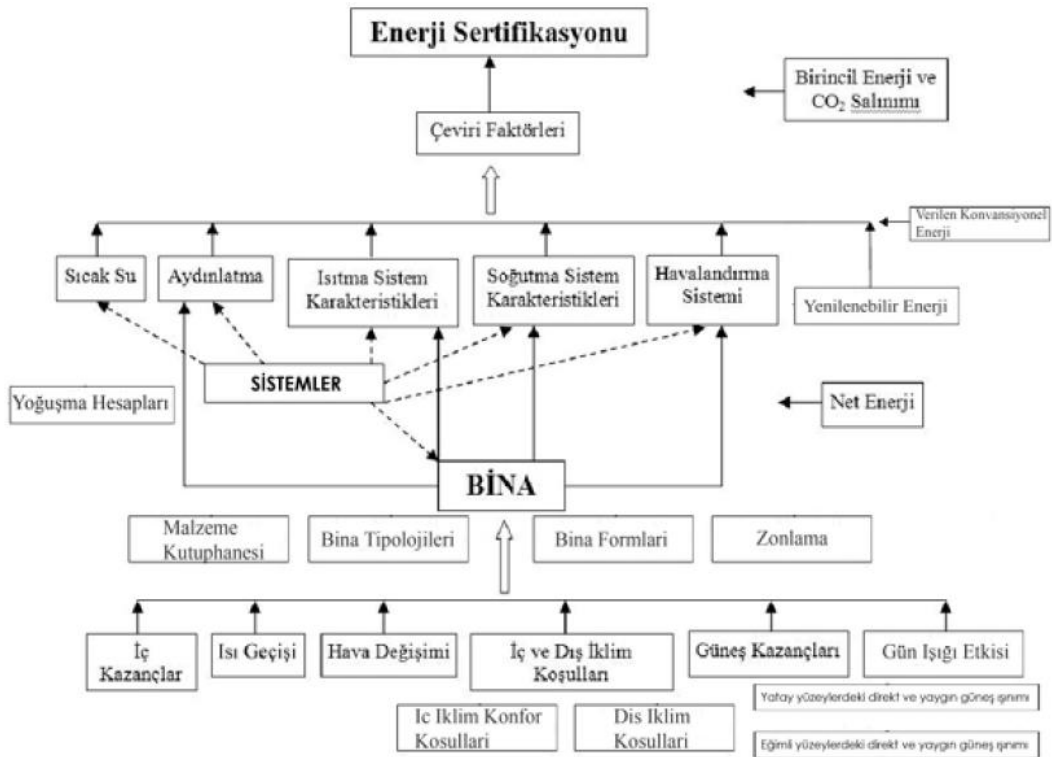 Enerji Sertifikasyonu
Birincil Enerji ve
CO₂ Salınımı
Çeviri Faktörleri
Verilen Konvansiyonel
Enerji
Sıcak Su
Aydınlatma
Isıtma Sistem
Karakteristikleri
Soğutma Sistem
Karakteristikleri
Havalandırma
Sistemi
Yenilenebilir Enerji
SİSTEMLER
Yoğuşma Hesapları
Net Enerji
BİNA
Malzeme
Kutuphanesi
Bina Tipolojileri
Bina Formlari
Zonlama
İç
Kazançlar
Isı Geçişi
Hava Değişimi
İç ve Dış İklim
Koşulları
Güneş Kazançları
Gün Işığı Etkisi
Ic Iklim Konfor
Kosullari
Dis Iklim
Kosullari
Yatay yüzeylerdeki direkt ve yaygın güneş ışınımı
Eğimli yüzeylerdeki direkt ve yaygın güneş ışınımı